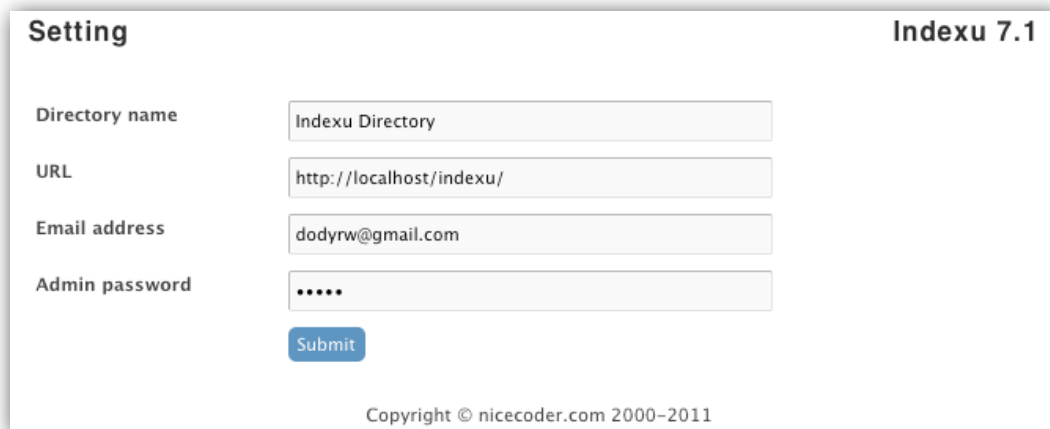 Setting Indexu 7.1
Directory name Indexu Directory
URL http://localhost/indexu/
Email address dodyrw@gmail.com
Admin password •••••
Submit
Copyright © nicecoder.com 2000-2011